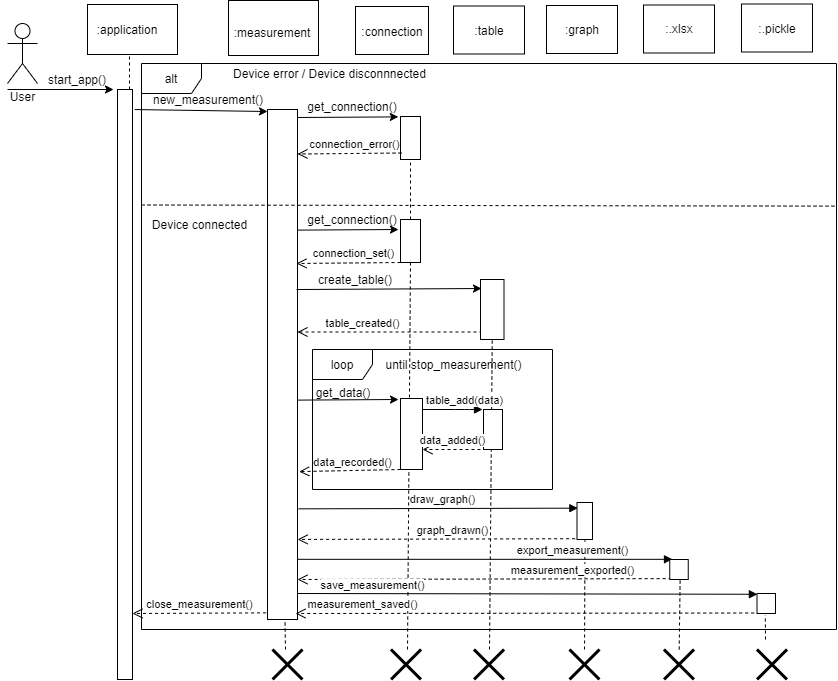 :application
:measurement
:connection
:table
:graph
:.xlsx
:.pickle
User
start_app()
alt
Device error / Device disconnnected
new_measurement()
get_connection()
connection_error()
Device connected
get_connection()
connection_set()
create_table()
table_created()
loop
until stop_measurement()
get_data()
table_add(data)
data_added()
data_recorded()
draw_graph()
graph_drawn()
export_measurement()
measurement_exported()
save_measurement()
close_measurement()
measurement_saved()